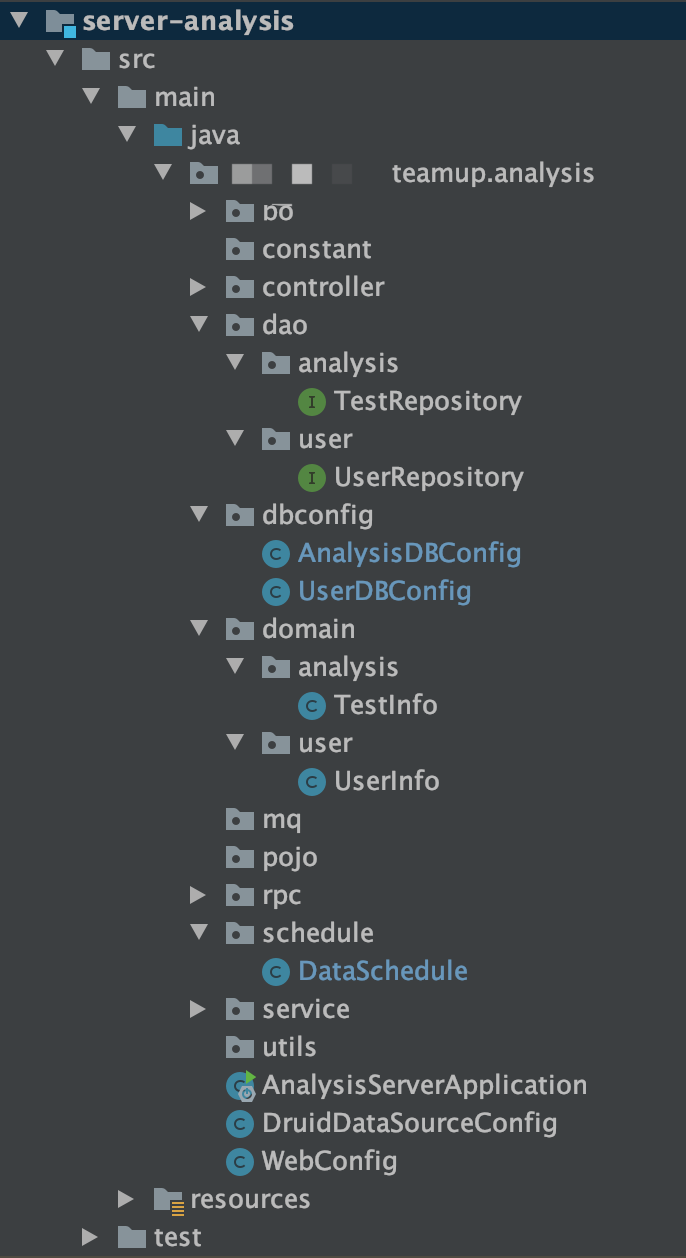 server-analysis
src
main
java
teamup.analysis
bo
constant
controller
dao
analysis
I TestRepository
user
I UserRepository
dbconfig
C AnalysisDBConfig
C UserDBConfig
domain
analysis
C TestInfo
user
C UserInfo
mq
pojo
rpc
schedule
C DataSchedule
service
utils
C AnalysisServerApplication
C DruidDataSourceConfig
C WebConfig
resources
test